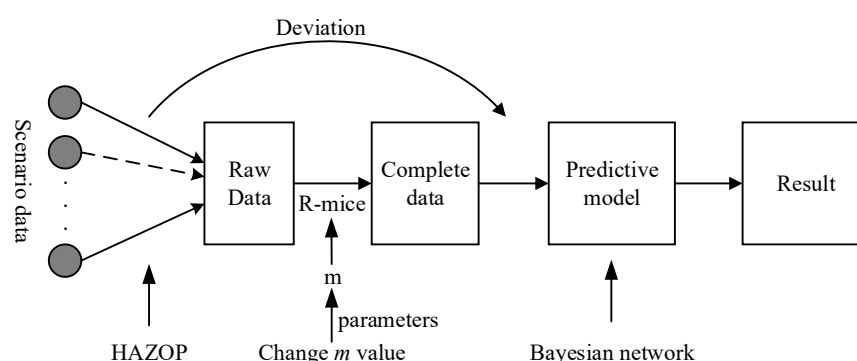 Deviation
Scenario data
Raw
Data
R-mice
Complete
data
Predictive
model
Result
m
parameters
HAZOP
Change m value
Bayesian network